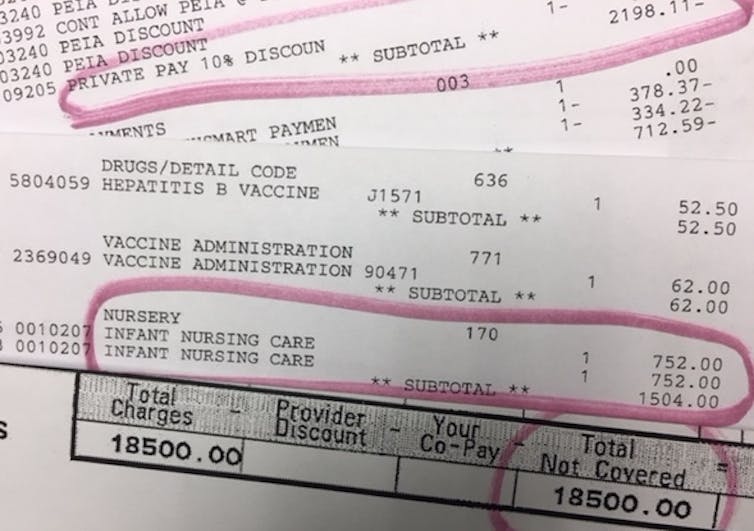 3240 PEIA DISCOUNT
3992 CONT ALLOW PEIA @
03240 PEIA DISCOUNT 1-
03240 PEIA DISCOUNT 2198.11-
09205 PRIVATE PAY 10% DISCOUN
** SUBTOTAL **
003 1 .00
1- 378.37-
1- 334.22-
712.59-
PAYMEN
DRUGS/DETAIL CODE 636
5804059 HEPATITIS B VACCINE J1571 1 52.50
** SUBTOTAL ** 52.50
VACCINE ADMINISTRATION 771
2369049 VACCINE ADMINISTRATION 90471 1 62.00
** SUBTOTAL ** 62.00
NURSERY 170
0010207 INFANT NURSING CARE 1 752.00
0010207 INFANT NURSING CARE 1 752.00
** SUBTOTAL ** 1504.00
Total Charges - Provider Discount - Your Co-Pay - Total Not Covered =
S 18500.00 18500.00